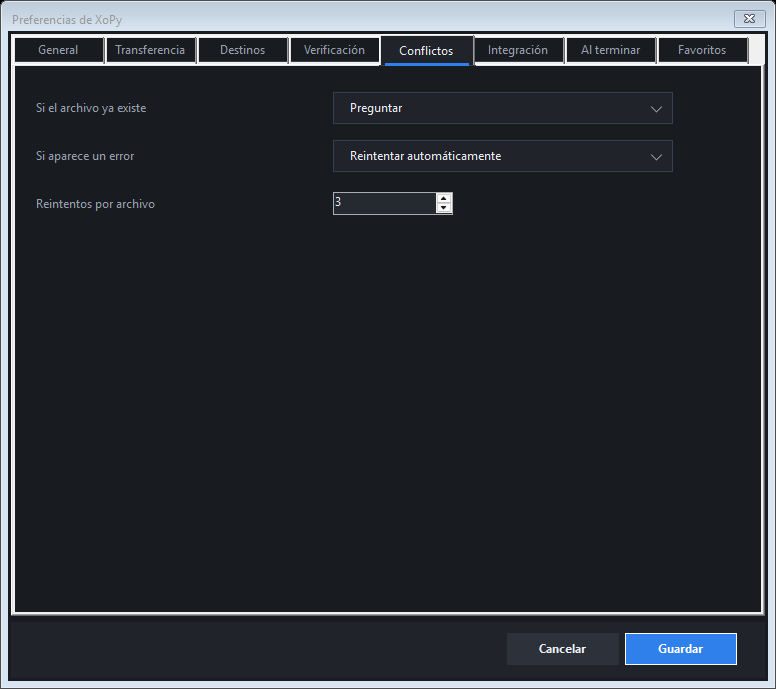 Preferencias de XoPy
General Transferencia Destinos Verificación Conflictos Integración Al terminar Favoritos
Si el archivo ya existe Preguntar
Si aparece un error Reintentar automáticamente
Reintentos por archivo 3
Cancelar Guardar